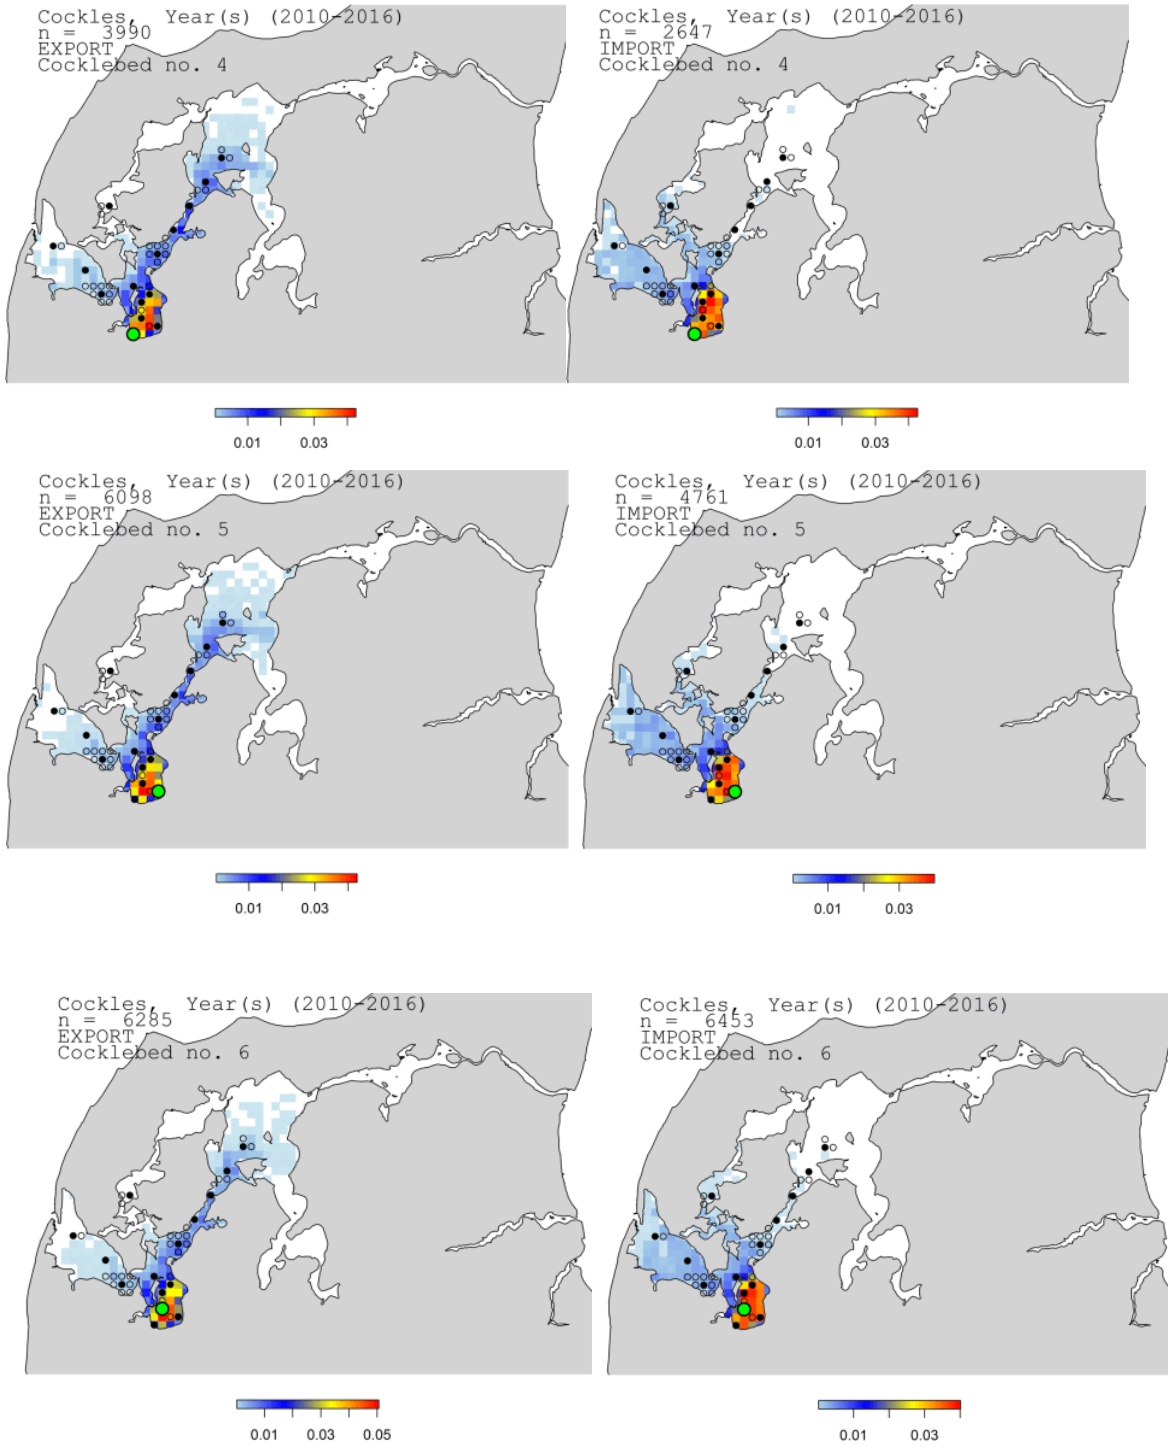 Cockles, Year(s) (2010-2016)
n = 3990
EXPORT
Cocklebed no. 4
0.01 0.03
Cockles, Year(s) (2010-2016)
n = 2647
IMPORT
Cocklebed no. 4
0.01 0.03
Cockles, Year(s) (2010-2016)
n = 6098
EXPORT
Cocklebed no. 5
0.01 0.03
Cockles, Year(s) (2010-2016)
n = 4761
IMPORT
Cocklebed no. 5
0.01 0.03
Cockles, Year(s) (2010-2016)
n = 6285
EXPORT
Cocklebed no. 6
0.01 0.03 0.05
Cockles, Year(s) (2010-2016)
n = 6453
IMPORT
Cocklebed no. 6
0.01 0.03